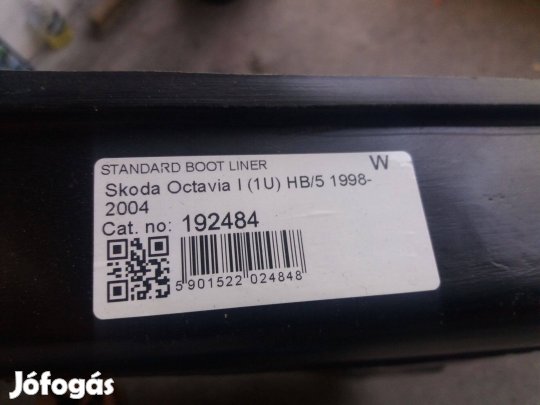 STANDARD BOOT LINER W
Skoda Octavia I (1U) HB/5 1998-
2004
Cat. no: 192484
5 901522 024848
Jófogás